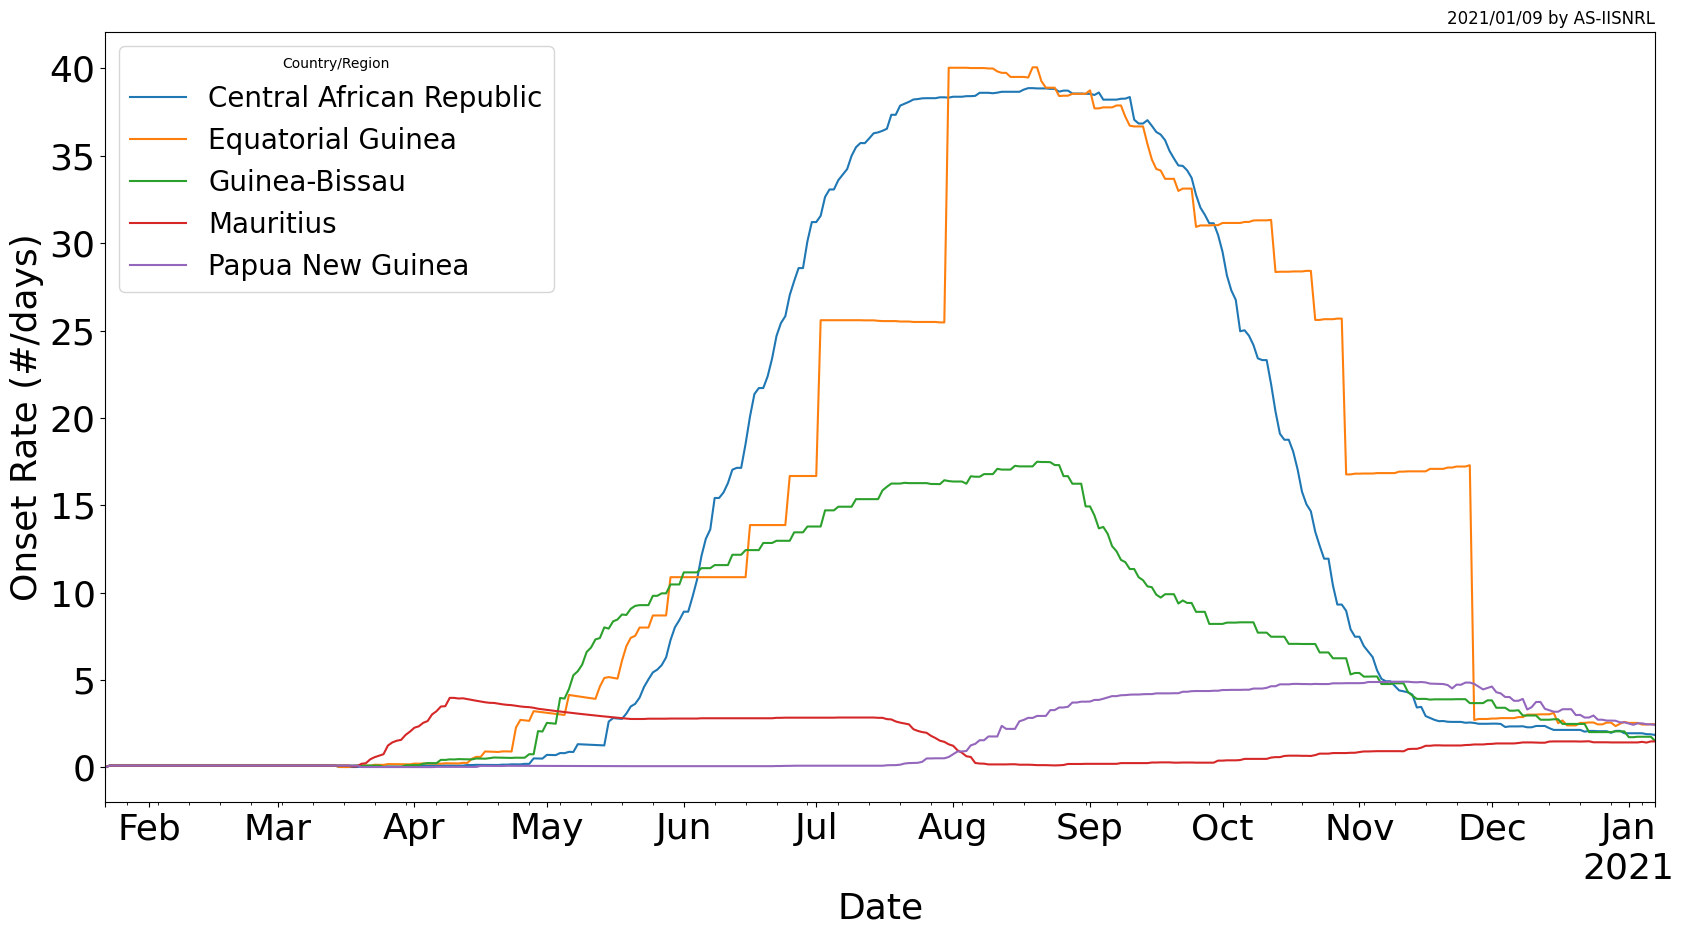 2021/01/09 by AS-IISNRL
Country/Region
Central African Republic
Equatorial Guinea
Guinea-Bissau
Mauritius
Papua New Guinea
Onset Rate (#/days)
40
35
30
25
20
15
10
5
0
Feb Mar Apr May Jun Jul Aug Sep Oct Nov Dec Jan
2021
Date